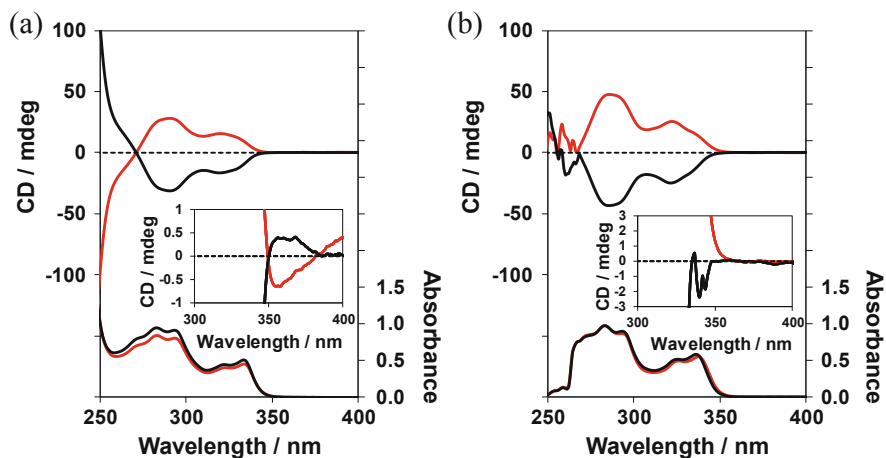 (a)
CD / mdeg
100
50
0
-50
-100
1
0.5
0
-0.5
-1
CD / mdeg
300 350 400
Wavelength / nm
1.5
1.0
0.5
0.0
Absorbance
250 300 350 400
Wavelength / nm
(b)
CD / mdeg
100
50
0
-50
-100
3
2
1
0
-1
-2
-3
CD / mdeg
300 350 400
Wavelength / nm
1.5
1.0
0.5
0.0
Absorbance
250 300 350 400
Wavelength / nm